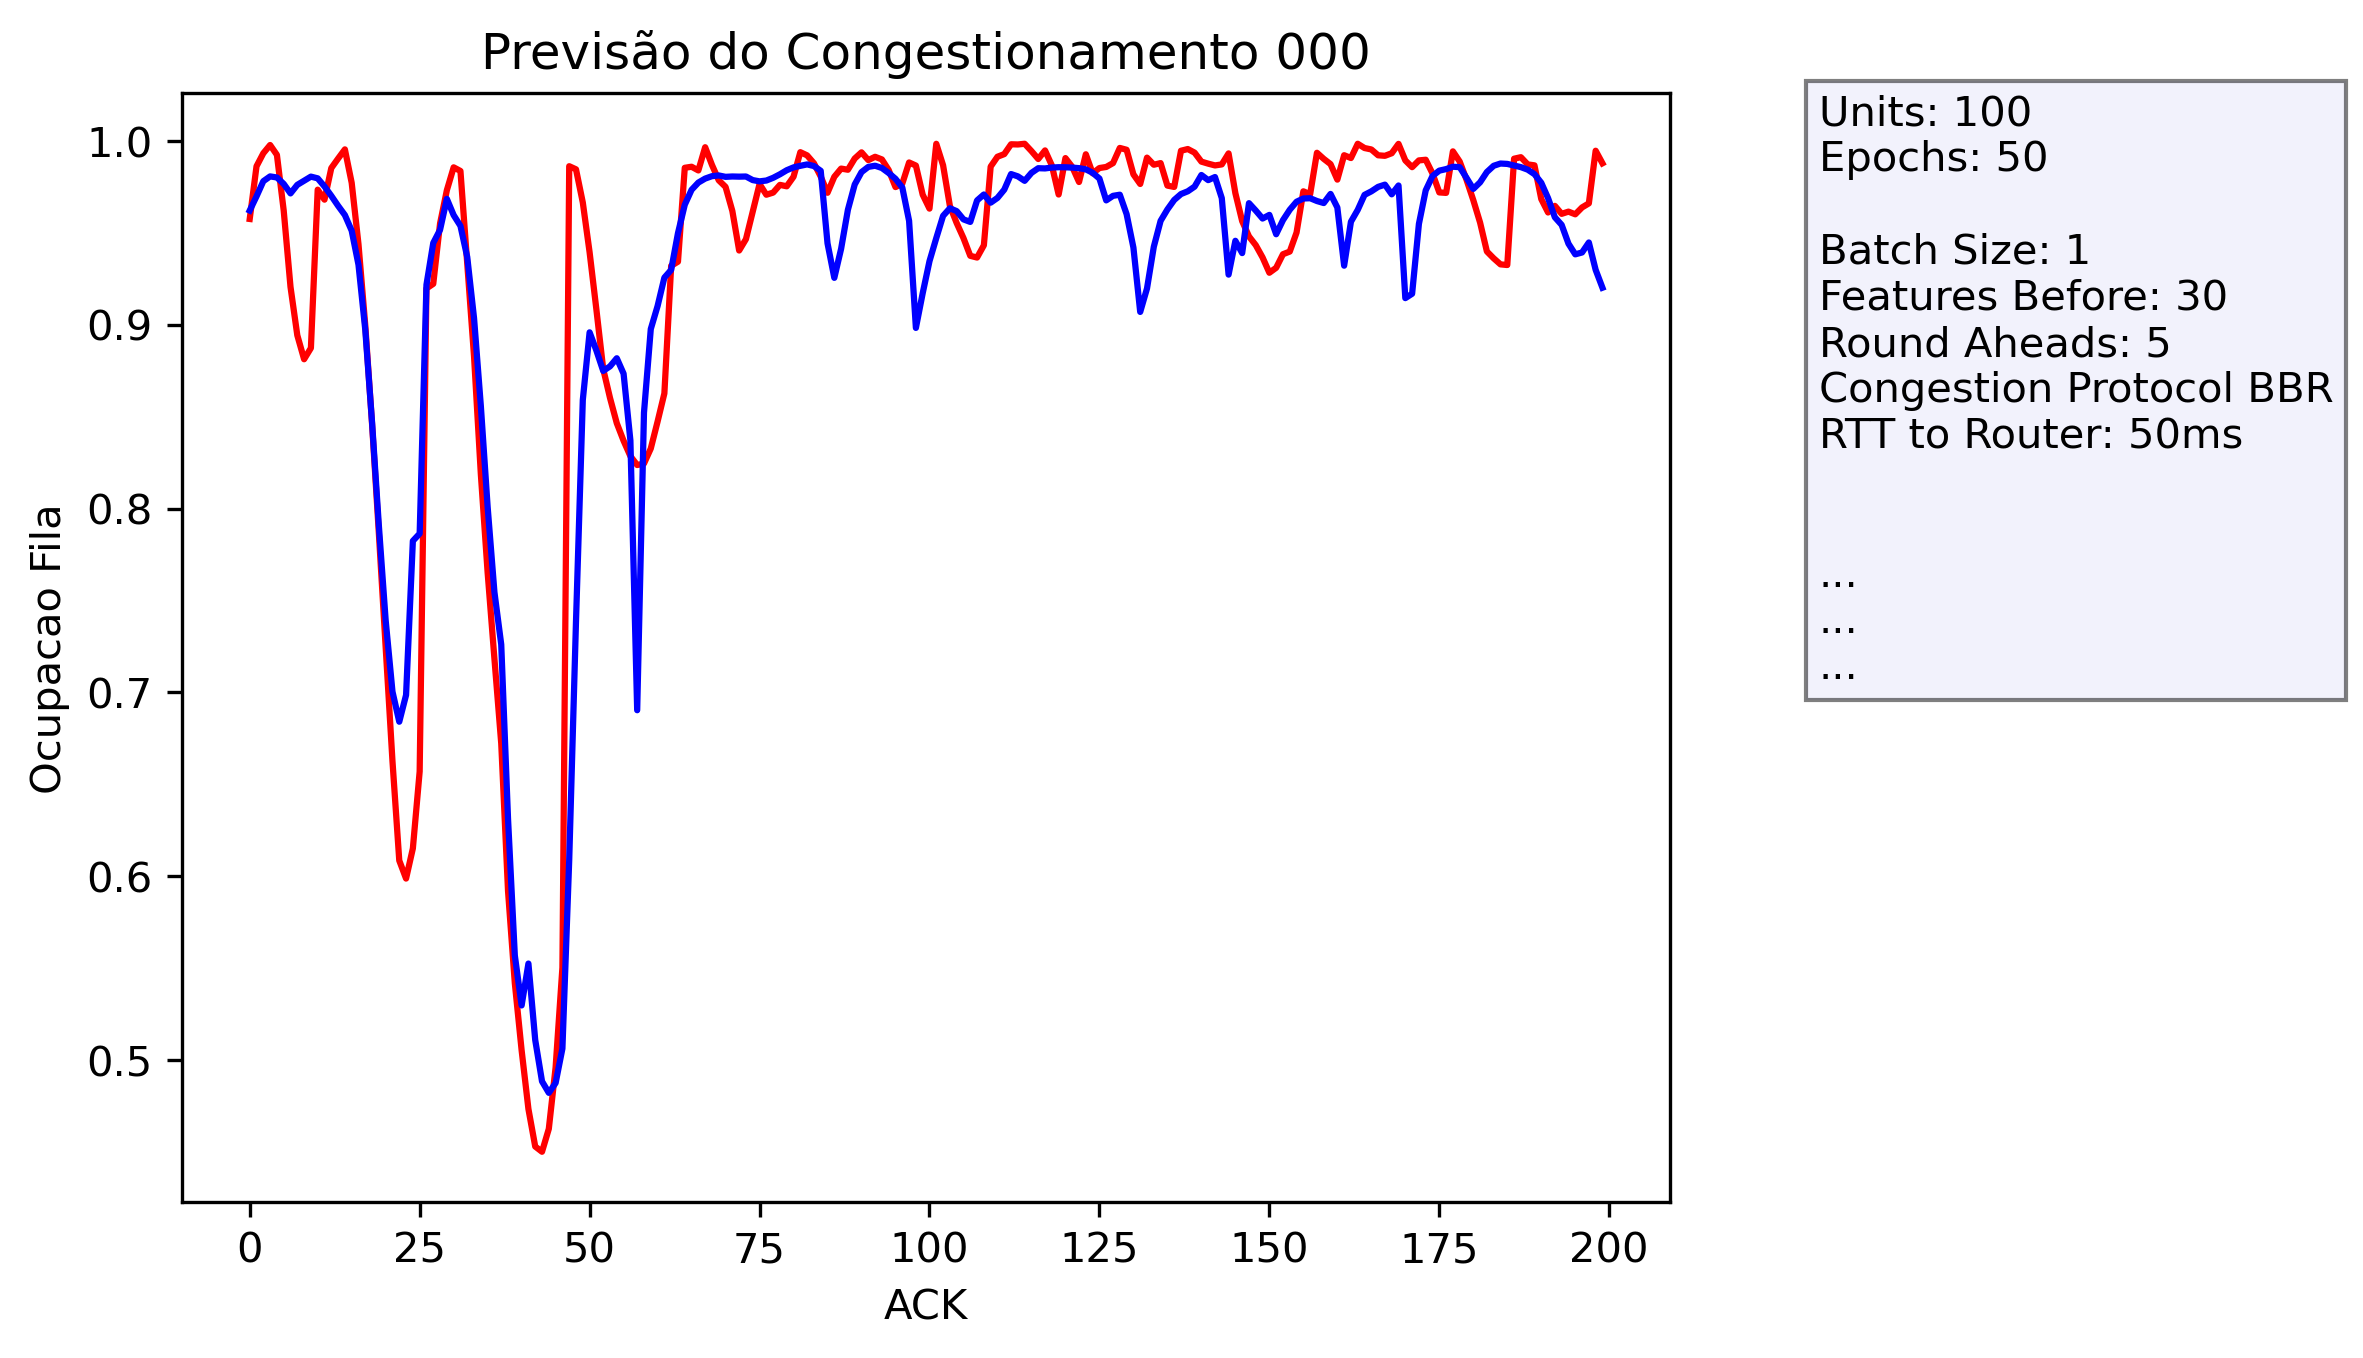 Previsão do Congestionamento 000
Ocupacao Fila
1.0
0.9
0.8
0.7
0.6
0.5
0 25 50 75 100 125 150 175 200
ACK
Units: 100
Epochs: 50
Batch Size: 1
Features Before: 30
Round Aheads: 5
Congestion Protocol BBR
RTT to Router: 50ms
...
...
...